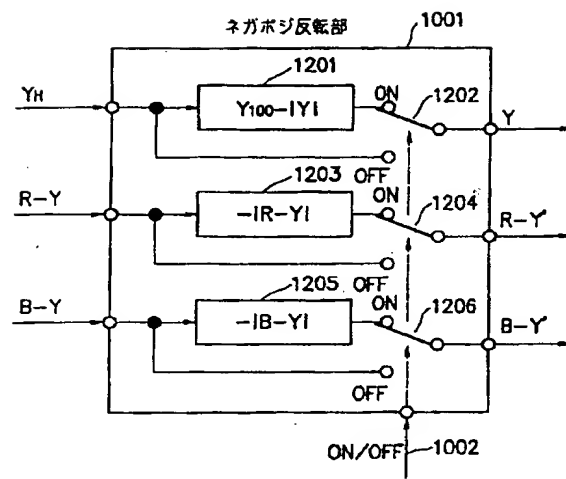 ネガポジ反転部
1001
1201
YH
Y100-|Y|
ON
1202
Y
OFF
1203
R-Y
-|R-Y|
ON
1204
R-Y'
OFF
1205
B-Y
-|B-Y|
ON
1206
B-Y'
OFF
ON/OFF
1002